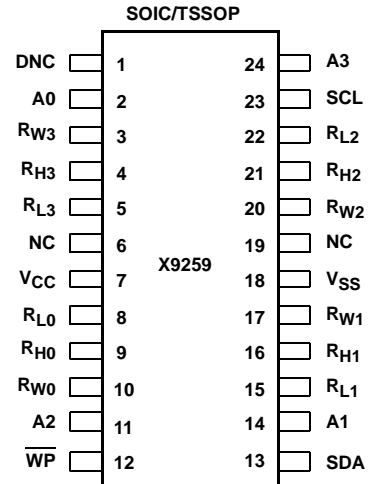 SOIC/TSSOP
DNC 1 24 A3
A0 2 23 SCL
RW3 3 22 RL2
RH3 4 21 RH2
RL3 5 20 RW2
NC 6 19 NC
X9259
VCC 7 18 VSS
RL0 8 17 RW1
RH0 9 16 RH1
RW0 10 15 RL1
A2 11 14 A1
W̅P̅ 12 13 SDA